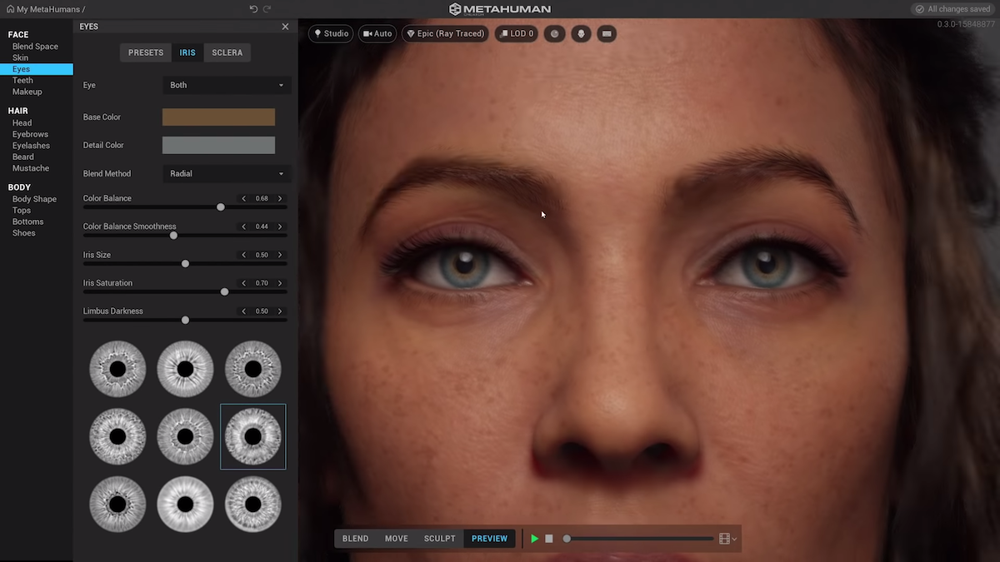 My MetaHumans /
METAHUMAN
CREATOR
All changes saved
0.3.0-15848877
FACE
Blend Space
Skin
Eyes
Teeth
Makeup
HAIR
Head
Eyebrows
Eyelashes
Beard
Mustache
BODY
Body Shape
Tops
Bottoms
Shoes
EYES
PRESETS IRIS SCLERA
Eye Both
Base Color
Detail Color
Blend Method Radial
Color Balance 0.68
Color Balance Smoothness 0.44
Iris Size 0.50
Iris Saturation 0.70
Limbus Darkness 0.50
Studio Auto Epic (Ray Traced) LOD 0
BLEND MOVE SCULPT PREVIEW